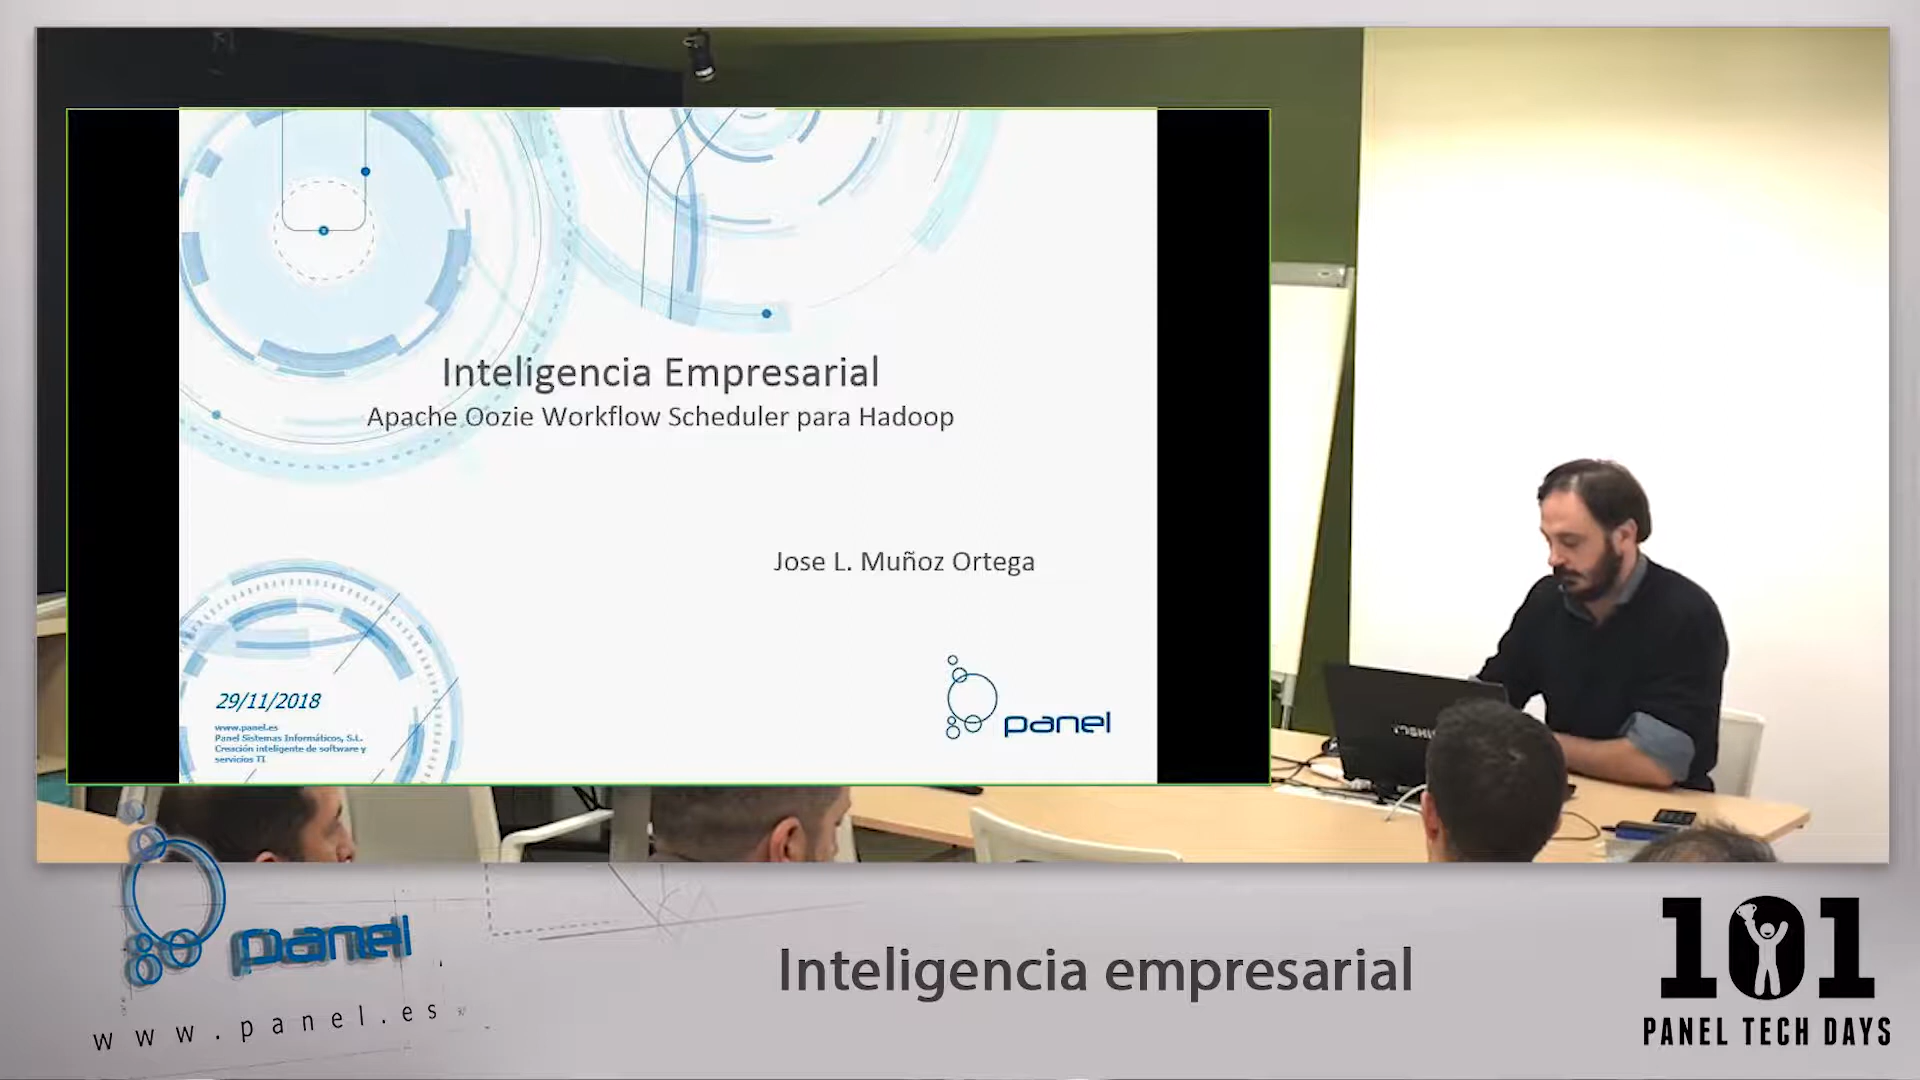 Inteligencia Empresarial
Apache Oozie Workflow Scheduler para Hadoop
Jose L. Muñoz Ortega
29/11/2018
www.panel.es
Panel Sistemas Informáticos, S.L.
Creación inteligente de software y
servicios TI
panel
TOSHIBA
panel
www.panel.es
Inteligencia empresarial
101
PANEL TECH DAYS